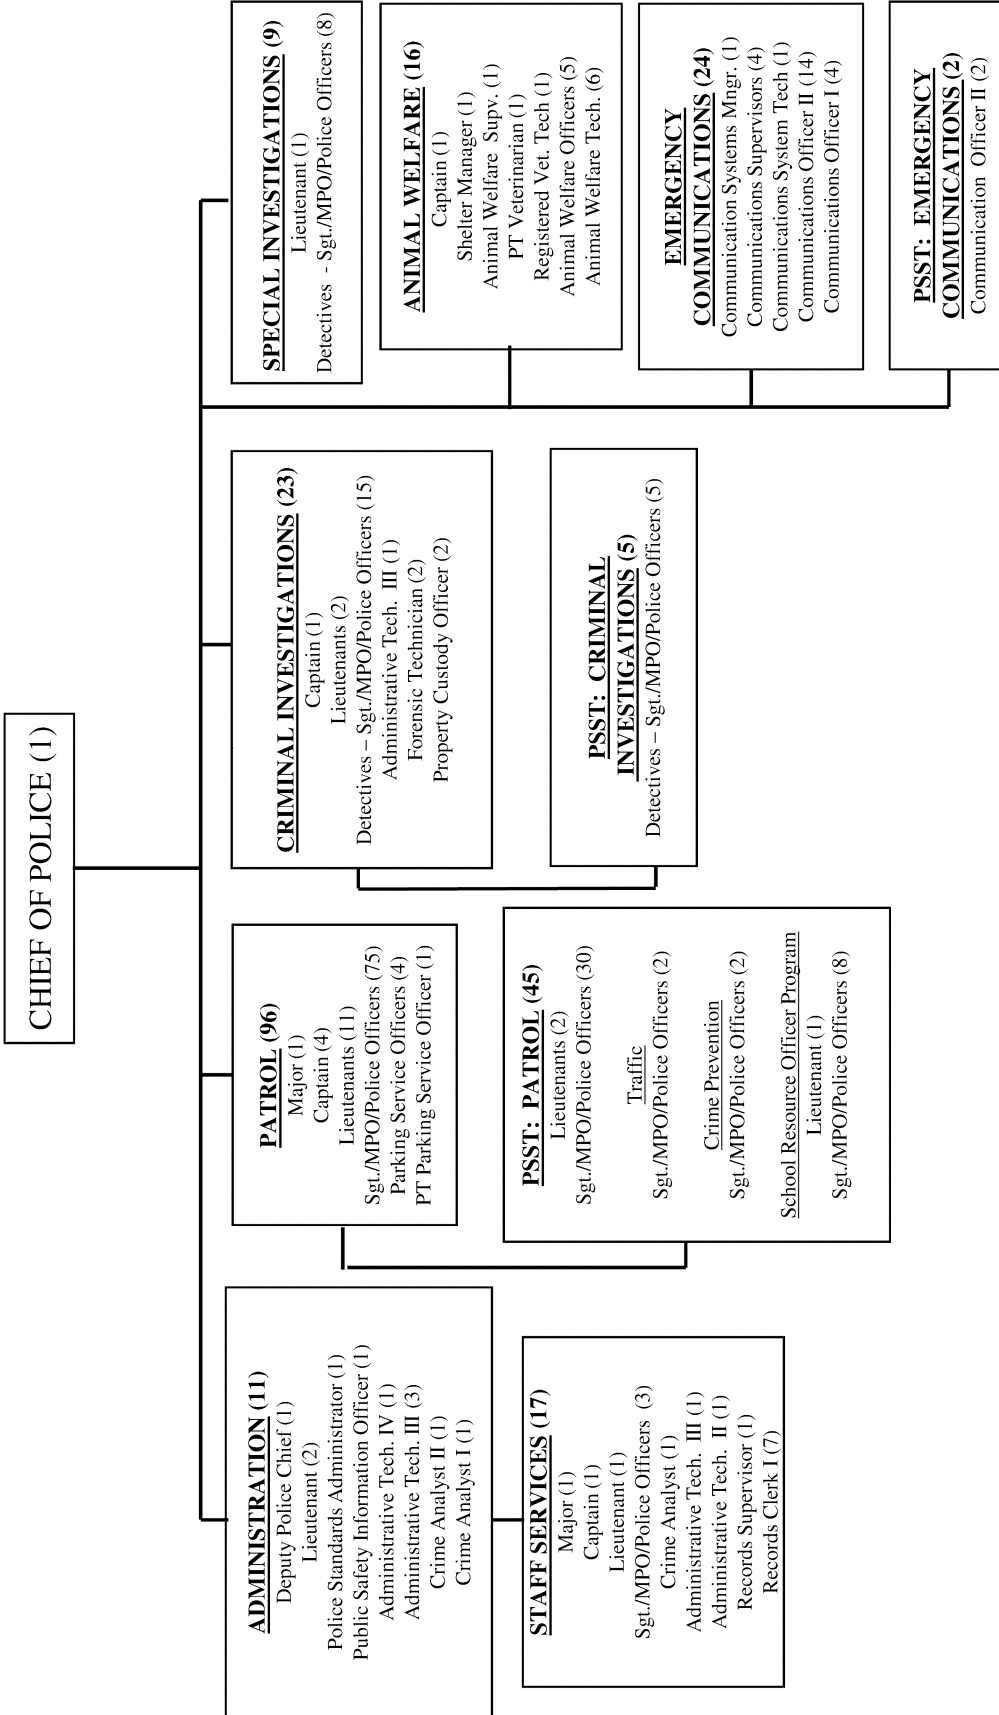 CHIEF OF POLICE (1)
ADMINISTRATION (11)
Deputy Police Chief (1)
Lieutenant (2)
Police Standards Administrator (1)
Public Safety Information Officer (1)
Administrative Tech. IV (1)
Administrative Tech. III (3)
Crime Analyst II (1)
Crime Analyst I (1)
STAFF SERVICES (17)
Major (1)
Captain (1)
Lieutenant (1)
Sgt./MPO/Police Officers (3)
Crime Analyst (1)
Administrative Tech. III (1)
Administrative Tech. II (1)
Records Supervisor (1)
Records Clerk I (7)
PATROL (96)
Major (1)
Captain (4)
Lieutenants (11)
Sgt./MPO/Police Officers (75)
Parking Service Officers (4)
PT Parking Service Officer (1)
PSST: PATROL (45)
Lieutenants (2)
Sgt./MPO/Police Officers (30)
Traffic
Sgt./MPO/Police Officers (2)
Crime Prevention
Sgt./MPO/Police Officers (2)
School Resource Officer Program
Lieutenant (1)
Sgt./MPO/Police Officers (8)
CRIMINAL INVESTIGATIONS (23)
Captain (1)
Lieutenants (2)
Detectives – Sgt./MPO/Police Officers (15)
Administrative Tech. III (1)
Forensic Technician (2)
Property Custody Officer (2)
PSST: CRIMINAL
INVESTIGATIONS (5)
Detectives – Sgt./MPO/Police Officers (5)
SPECIAL INVESTIGATIONS (9)
Lieutenant (1)
Detectives - Sgt./MPO/Police Officers (8)
ANIMAL WELFARE (16)
Captain (1)
Shelter Manager (1)
Animal Welfare Supv. (1)
PT Veterinarian (1)
Registered Vet. Tech (1)
Animal Welfare Officers (5)
Animal Welfare Tech. (6)
EMERGENCY
COMMUNICATIONS (24)
Communication Systems Mngr. (1)
Communications Supervisors (4)
Communications System Tech (1)
Communications Officer II (14)
Communications Officer I (4)
PSST: EMERGENCY
COMMUNICATIONS (2)
Communication Officer II (2)